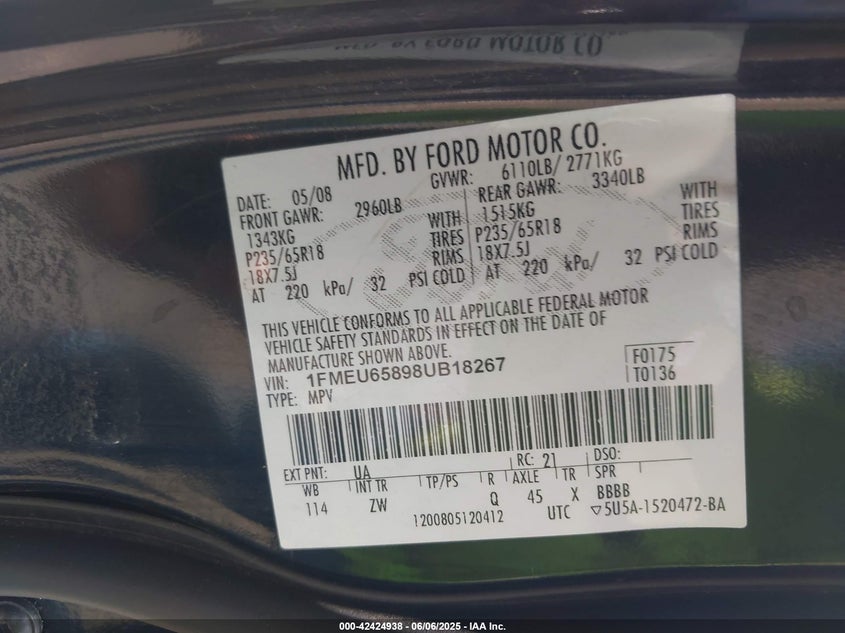 MFD. BY FORD MOTOR CO.
MFD. BY FORD MOTOR CO.
DATE: 05/08 GVWR: 6110LB/ 2771KG
FRONT GAWR: 2960LB REAR GAWR: 3340LB
1343KG WITH 1515KG WITH
P235/65R18 TIRES P235/65R18 TIRES
18X7.5J RIMS 18X7.5J RIMS
AT 220 kPa/ 32 PSI COLD AT 220 kPa/ 32 PSI COLD
THIS VEHICLE CONFORMS TO ALL APPLICABLE FEDERAL MOTOR
VEHICLE SAFETY STANDARDS IN EFFECT ON THE DATE OF
MANUFACTURE SHOWN ABOVE.
VIN: 1FMEU65898UB18267 F0175
TYPE: MPV T0136
EXT PNT: UA RC: 21 DSO:
WB INT TR TP/PS R AXLE TR SPR
114 ZW Q 45 X BBBB
1200805120412 UTC ▽5U5A-1520472-BA
000-42424938 - 06/06/2025 - IAA Inc.